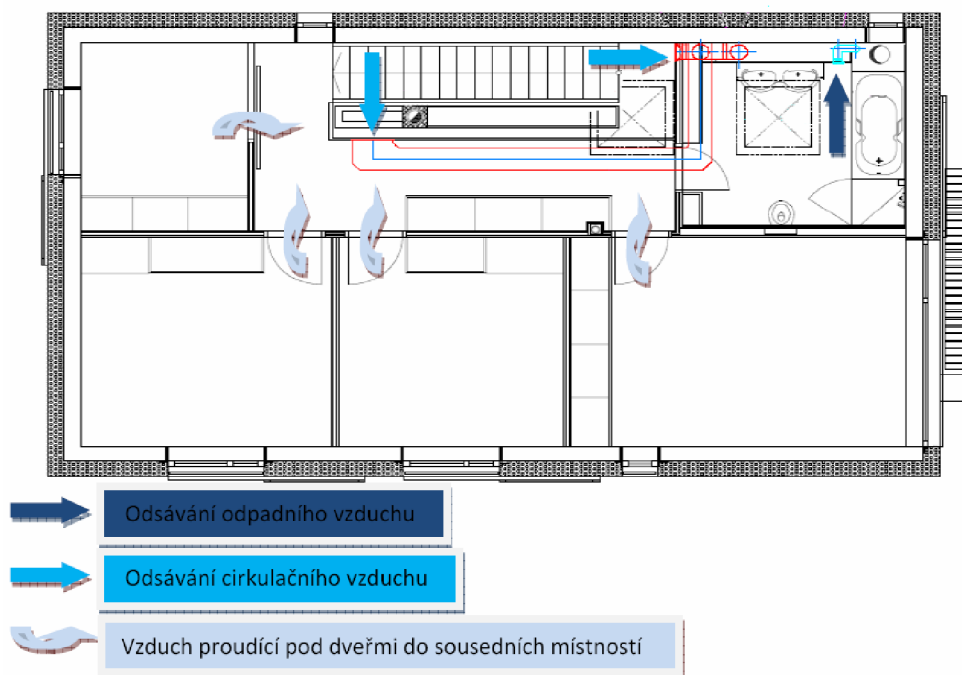 Odsávání odpadního vzduchu
Odsávání cirkulačního vzduchu
Vzduch proudící pod dveřmi do sousedních místností